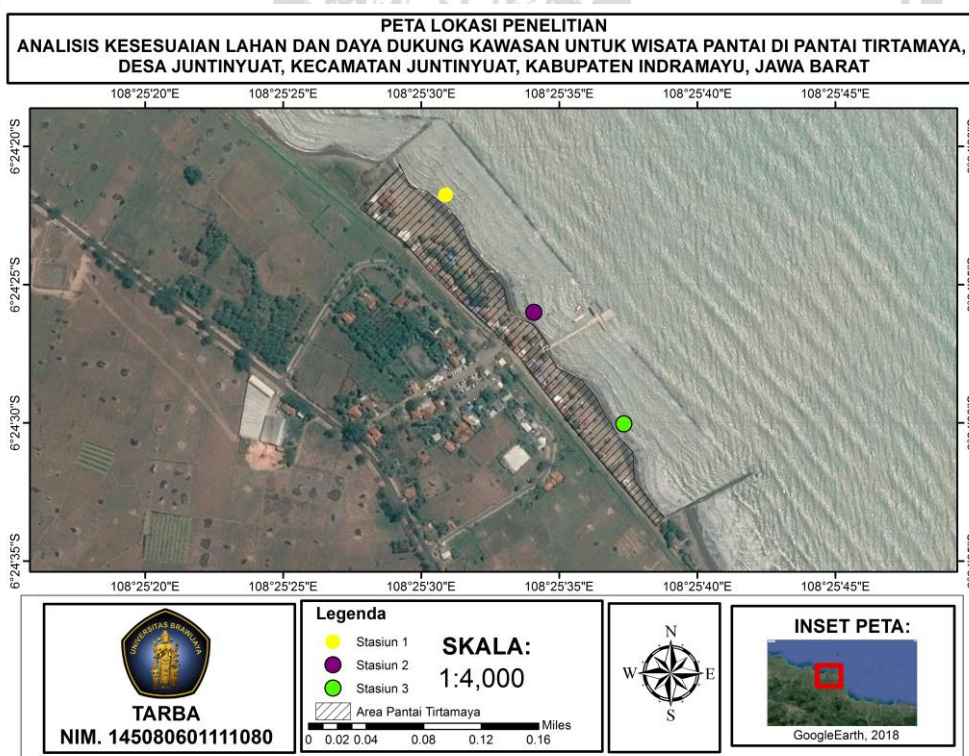 PETA LOKASI PENELITIAN
ANALISIS KESESUAIAN LAHAN DAN DAYA DUKUNG KAWASAN UNTUK WISATA PANTAI DI PANTAI TIRTAMAYA,
DESA JUNTINYUAT, KECAMATAN JUNTINYUAT, KABUPATEN INDRAMAYU, JAWA BARAT
108°25'20"E 108°25'25"E 108°25'30"E 108°25'35"E 108°25'40"E 108°25'45"E
6°24'20"S
6°24'25"S
6°24'30"S
6°24'35"S
108°25'20"E 108°25'25"E 108°25'30"E 108°25'35"E 108°25'40"E 108°25'45"E
UNIVERSITAS BRAWIJAYA
TARBA
NIM. 145080601111080
Legenda
Stasiun 1
Stasiun 2
Stasiun 3
Area Pantai Tirtamaya
SKALA:
1:4,000
Miles
0 0.02 0.04 0.08 0.12 0.16
N
W E
S
INSET PETA:
GoogleEarth, 2018